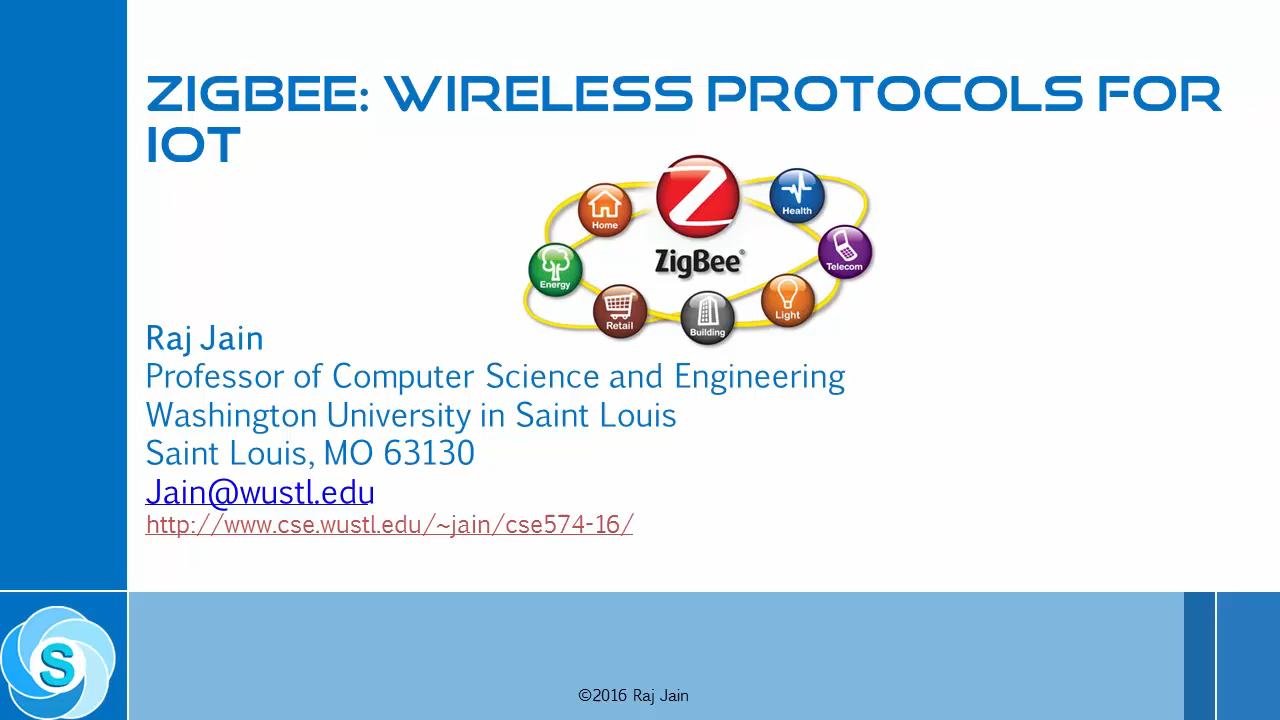 ZIGBEE: WIRELESS PROTOCOLS FOR
IOT
Z
Home
Health
ZigBee®
Telecom
Energy
Light
Retail
Building
Raj Jain
Professor of Computer Science and Engineering
Washington University in Saint Louis
Saint Louis, MO 63130
Jain@wustl.edu
http://www.cse.wustl.edu/~jain/cse574-16/
S
©2016 Raj Jain